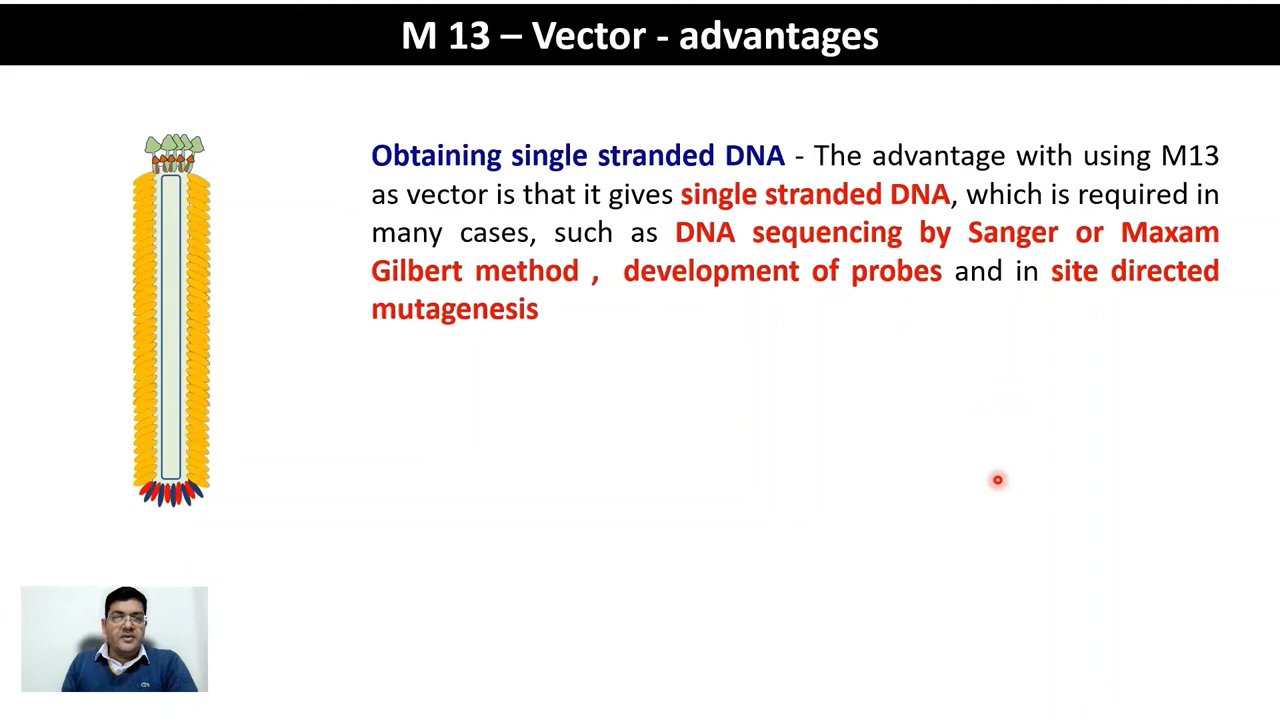 M 13 – Vector - advantages
Obtaining single stranded DNA - The advantage with using M13
as vector is that it gives single stranded DNA, which is required in
many cases, such as DNA sequencing by Sanger or Maxam
Gilbert method , development of probes and in site directed
mutagenesis